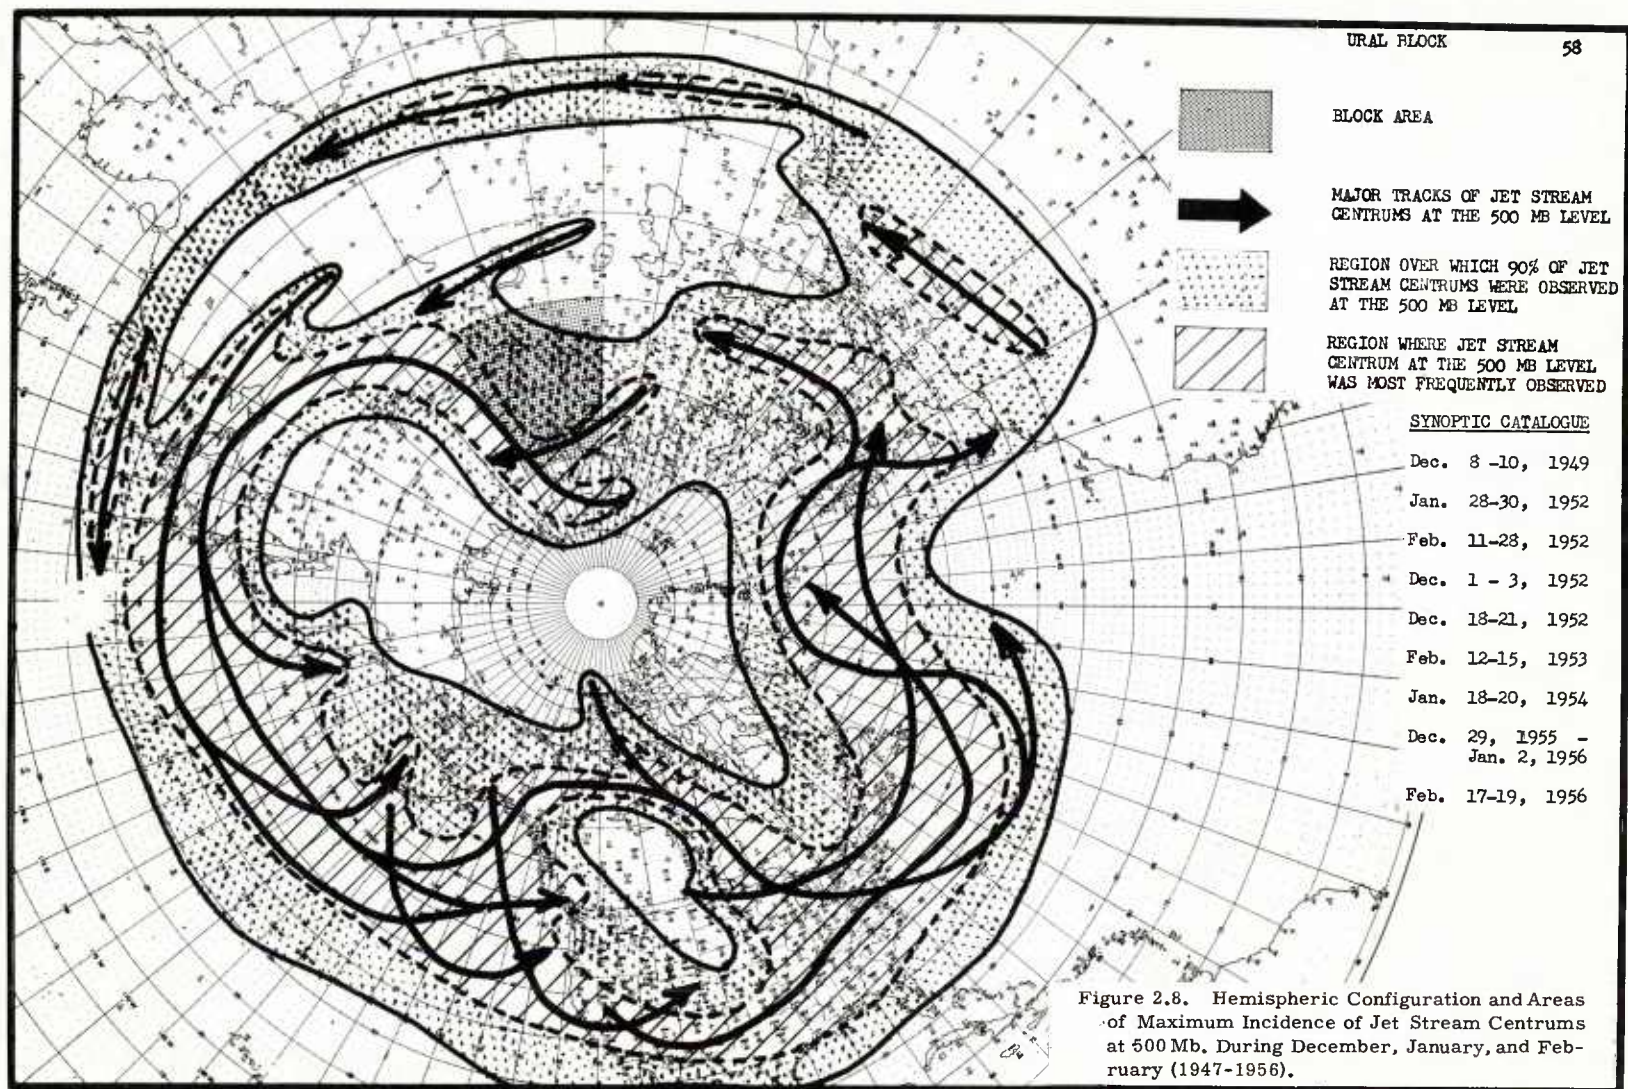 URAL BLOCK
58
BLOCK AREA
MAJOR TRACKS OF JET STREAM
CENTRUMS AT THE 500 MB LEVEL
REGION OVER WHICH 90% OF JET
STREAM CENTRUMS WERE OBSERVED
AT THE 500 MB LEVEL
REGION WHERE JET STREAM
CENTRUM AT THE 500 MB LEVEL
WAS MOST FREQUENTLY OBSERVED
SYNOPTIC CATALOGUE
Dec. 8 -10, 1949
Jan. 28-30, 1952
Feb. 11-28, 1952
Dec. 1 - 3, 1952
Dec. 18-21, 1952
Feb. 12-15, 1953
Jan. 18-20, 1954
Dec. 29, 1955 -
Jan. 2, 1956
Feb. 17-19, 1956
Figure 2.8. Hemispheric Configuration and Areas
of Maximum Incidence of Jet Stream Centrums
at 500 Mb. During December, January, and Feb-
ruary (1947-1956).